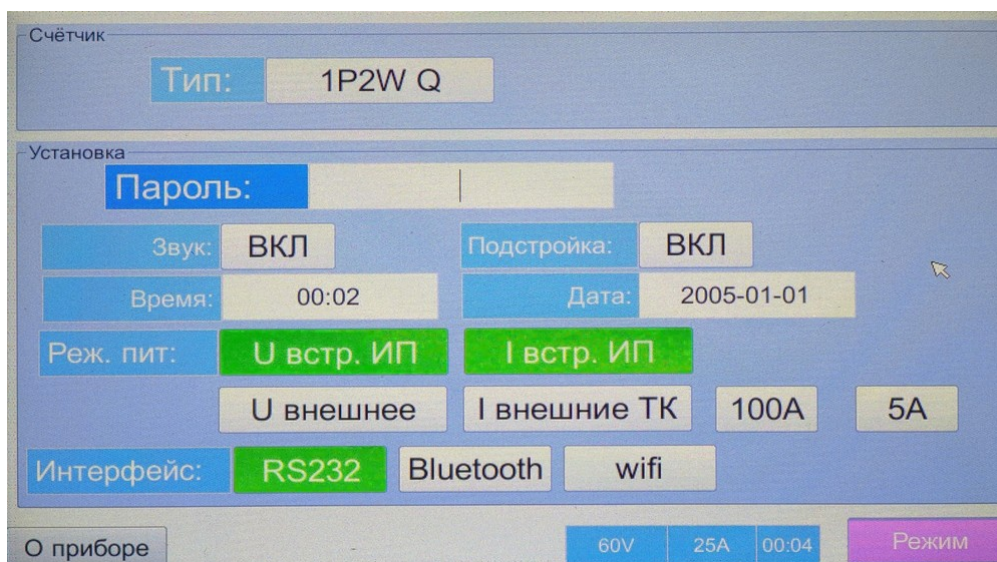 Счётчик
Тип: 1P2W Q
Установка
Пароль:
Звук: ВКЛ Подстройка: ВКЛ
Время: 00:02 Дата: 2005-01-01
Реж. пит: U встр. ИП I встр. ИП
U внешнее I внешние ТК 100A 5A
Интерфейс: RS232 Bluetooth wifi
О приборе 60V 25A 00:04 Режим